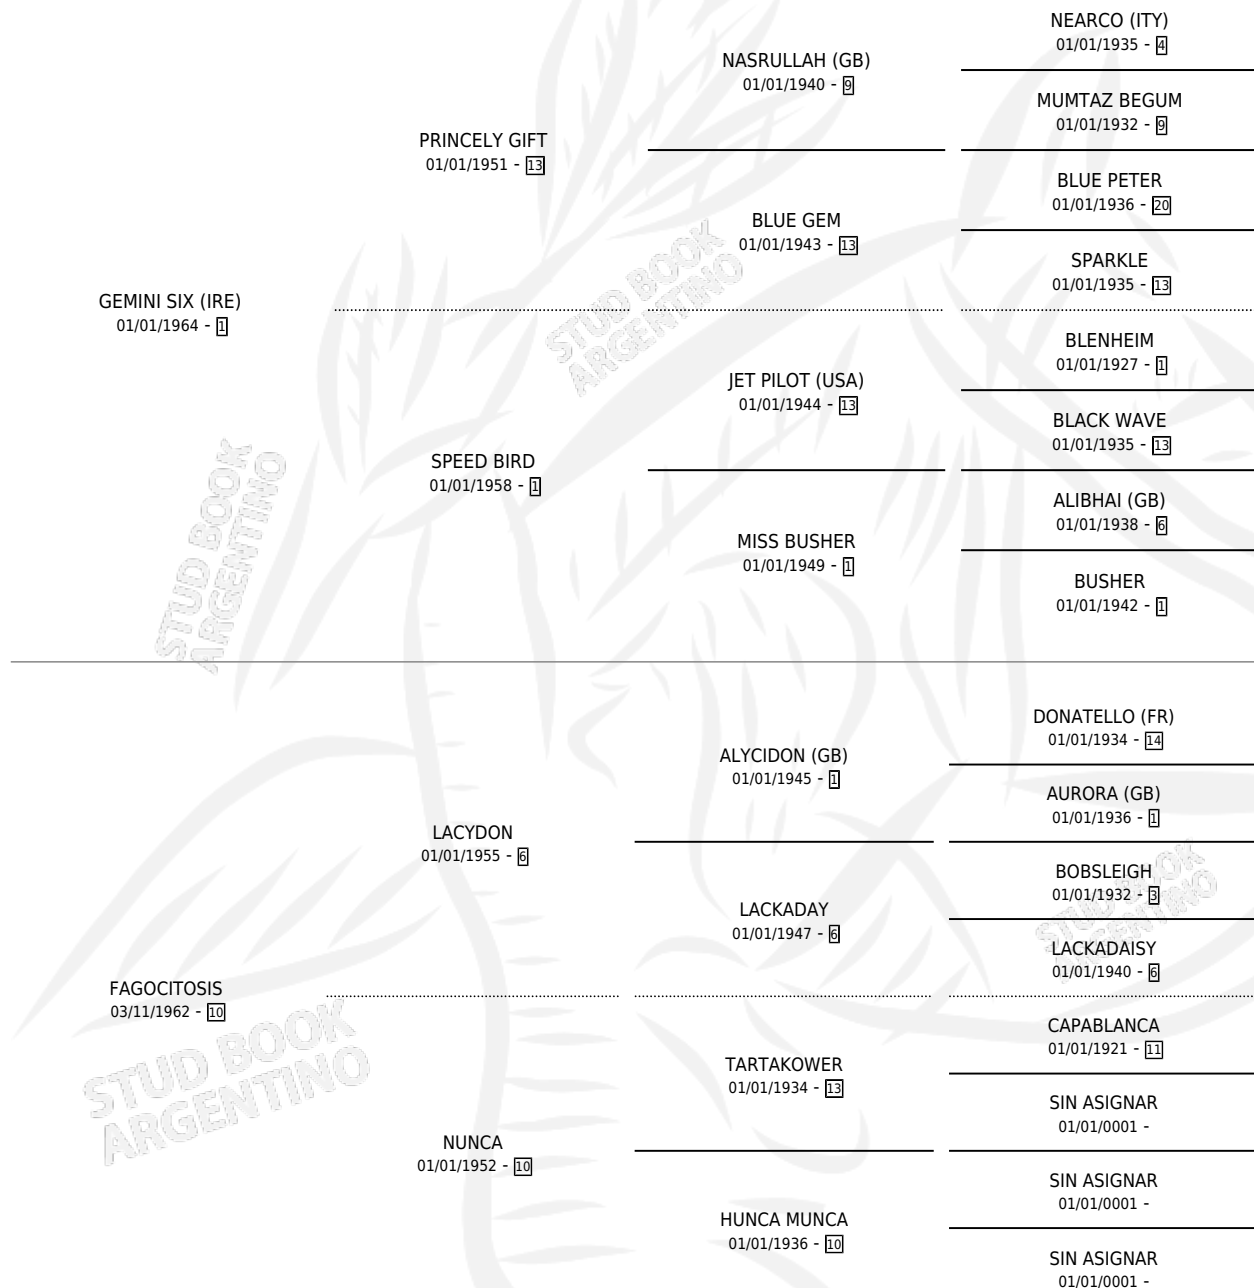 NEARCO (ITY)
01/01/1935 - 4
NASRULLAH (GB)
01/01/1940 - 9
MUMTAZ BEGUM
01/01/1932 - 9
PRINCELY GIFT
01/01/1951 - 13
BLUE PETER
01/01/1936 - 20
BLUE GEM
01/01/1943 - 13
SPARKLE
01/01/1935 - 13
GEMINI SIX (IRE)
01/01/1964 - 1
BLENHEIM
01/01/1927 - 1
JET PILOT (USA)
01/01/1944 - 13
BLACK WAVE
01/01/1935 - 13
SPEED BIRD
01/01/1958 - 1
ALIBHAI (GB)
01/01/1938 - 6
MISS BUSHER
01/01/1949 - 1
BUSHER
01/01/1942 - 1
STUD BOOK
ARGENTINO
STUD BOOK
ARGENTINO
DONATELLO (FR)
01/01/1934 - 14
ALYCIDON (GB)
01/01/1945 - 1
AURORA (GB)
01/01/1936 - 1
LACYDON
01/01/1955 - 6
BOBSLEIGH
01/01/1932 - 3
LACKADAY
01/01/1947 - 6
LACKADAISY
01/01/1940 - 6
FAGOCITOSIS
03/11/1962 - 10
CAPABLANCA
01/01/1921 - 11
TARTAKOWER
01/01/1934 - 13
SIN ASIGNAR
01/01/0001 -
NUNCA
01/01/1952 - 10
SIN ASIGNAR
01/01/0001 -
HUNCA MUNCA
01/01/1936 - 10
SIN ASIGNAR
01/01/0001 -
STUD BOOK
ARGENTINO
STUD BOOK
ARGENTINO